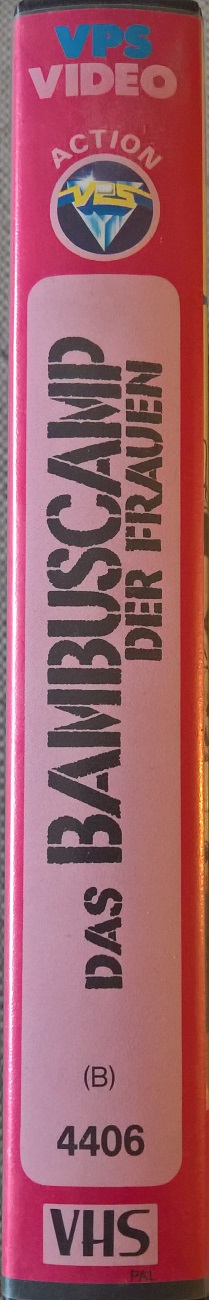 VPS
VIDEO
ACTION
VPS
DAS BAMBUSCAMP
DER FRAUEN
(B)
4406
VHS
PAL